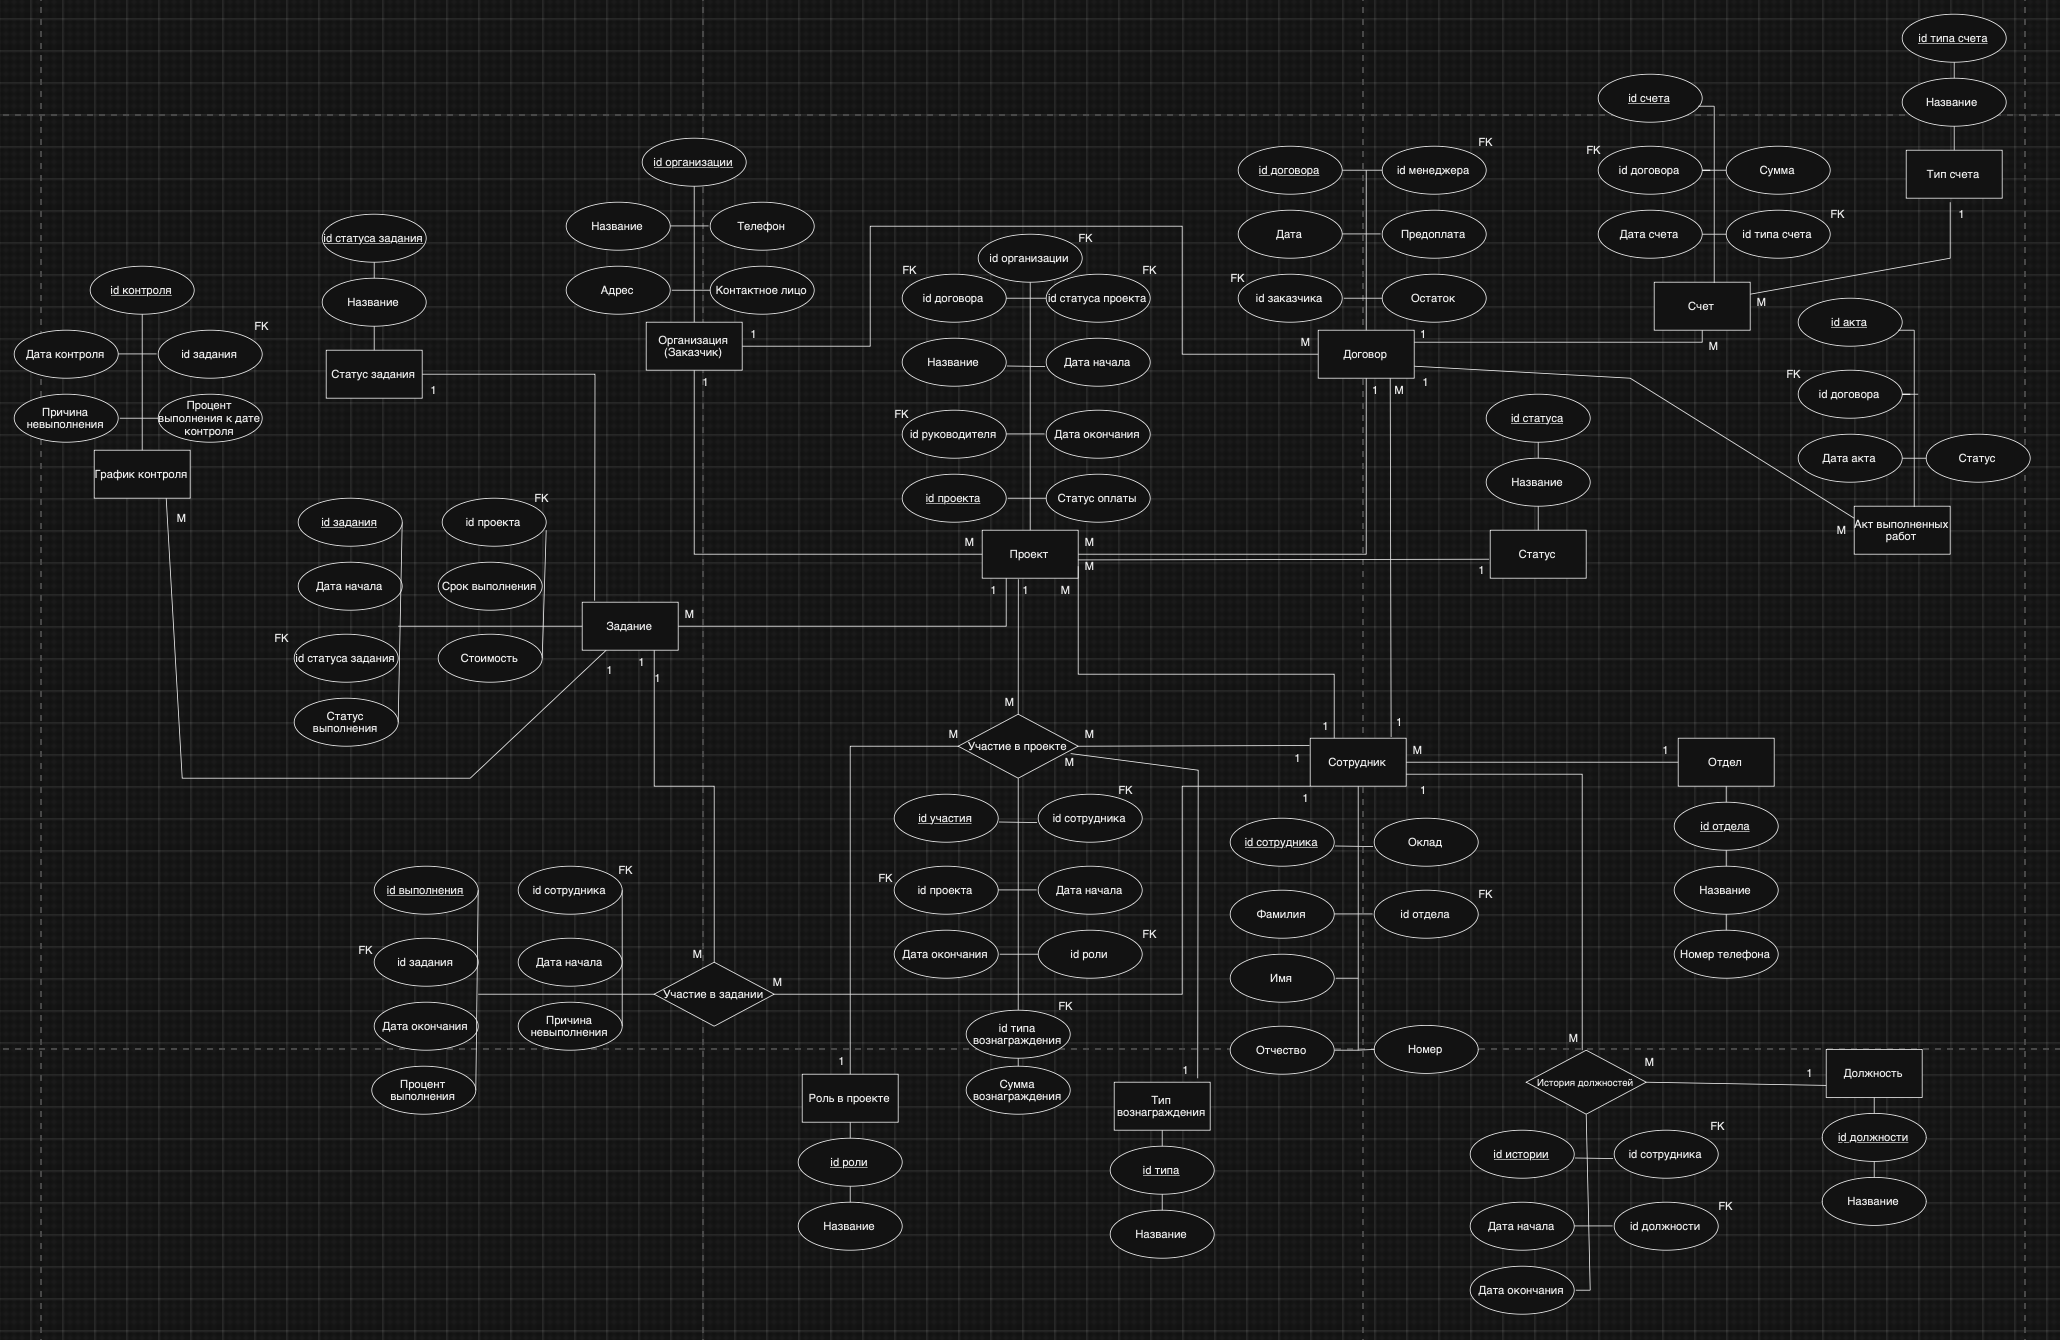 id типа счета
Название
Тип счета
1
id счета
FK
id договора
Сумма
FK
Дата счета
id типа счета
Счет
M
M
id организации
Название
Телефон
Адрес
Контактное лицо
Организация
(Заказчик)
1
1
FK
id договора
id менеджера
Дата
Предоплата
FK
id заказчика
Остаток
Договор
M
1
1
1
M
id акта
FK
id договора
Дата акта
Статус
Акт выполненных
работ
M
id статуса задания
Название
Статус задания
1
id контроля
FK
Дата контроля
id задания
Причина
невыполнения
Процент
выполнения к дате
контроля
График контроля
M
FK
id организации
FK
FK
id договора
id статуса проекта
Название
Дата начала
FK
id руководителя
Дата окончания
id проекта
Статус оплаты
Проект
M
M
M
M
1
1
id статуса
Название
Статус
1
FK
id задания
id проекта
Дата начала
Срок выполнения
FK
id статуса задания
Стоимость
Статус
выполнения
Задание
M
1
1
1
M
M
M
M
Участие в проекте
FK
id участия
id сотрудника
FK
id проекта
Дата начала
FK
Дата окончания
id роли
FK
id типа
вознаграждения
Сумма
вознаграждения
1
1
1
M
1
1
Сотрудник
id сотрудника
Оклад
FK
Фамилия
id отдела
Имя
Отчество
Номер
1
Отдел
id отдела
Название
Номер телефона
FK
id выполнения
id сотрудника
FK
id задания
Дата начала
Дата окончания
Причина
невыполнения
Процент
выполнения
M
M
Участие в задании
1
Роль в проекте
id роли
Название
1
Тип
вознаграждения
id типа
Название
M
M
История должностей
FK
id истории
id сотрудника
FK
Дата начала
id должности
Дата окончания
1
Должность
id должности
Название